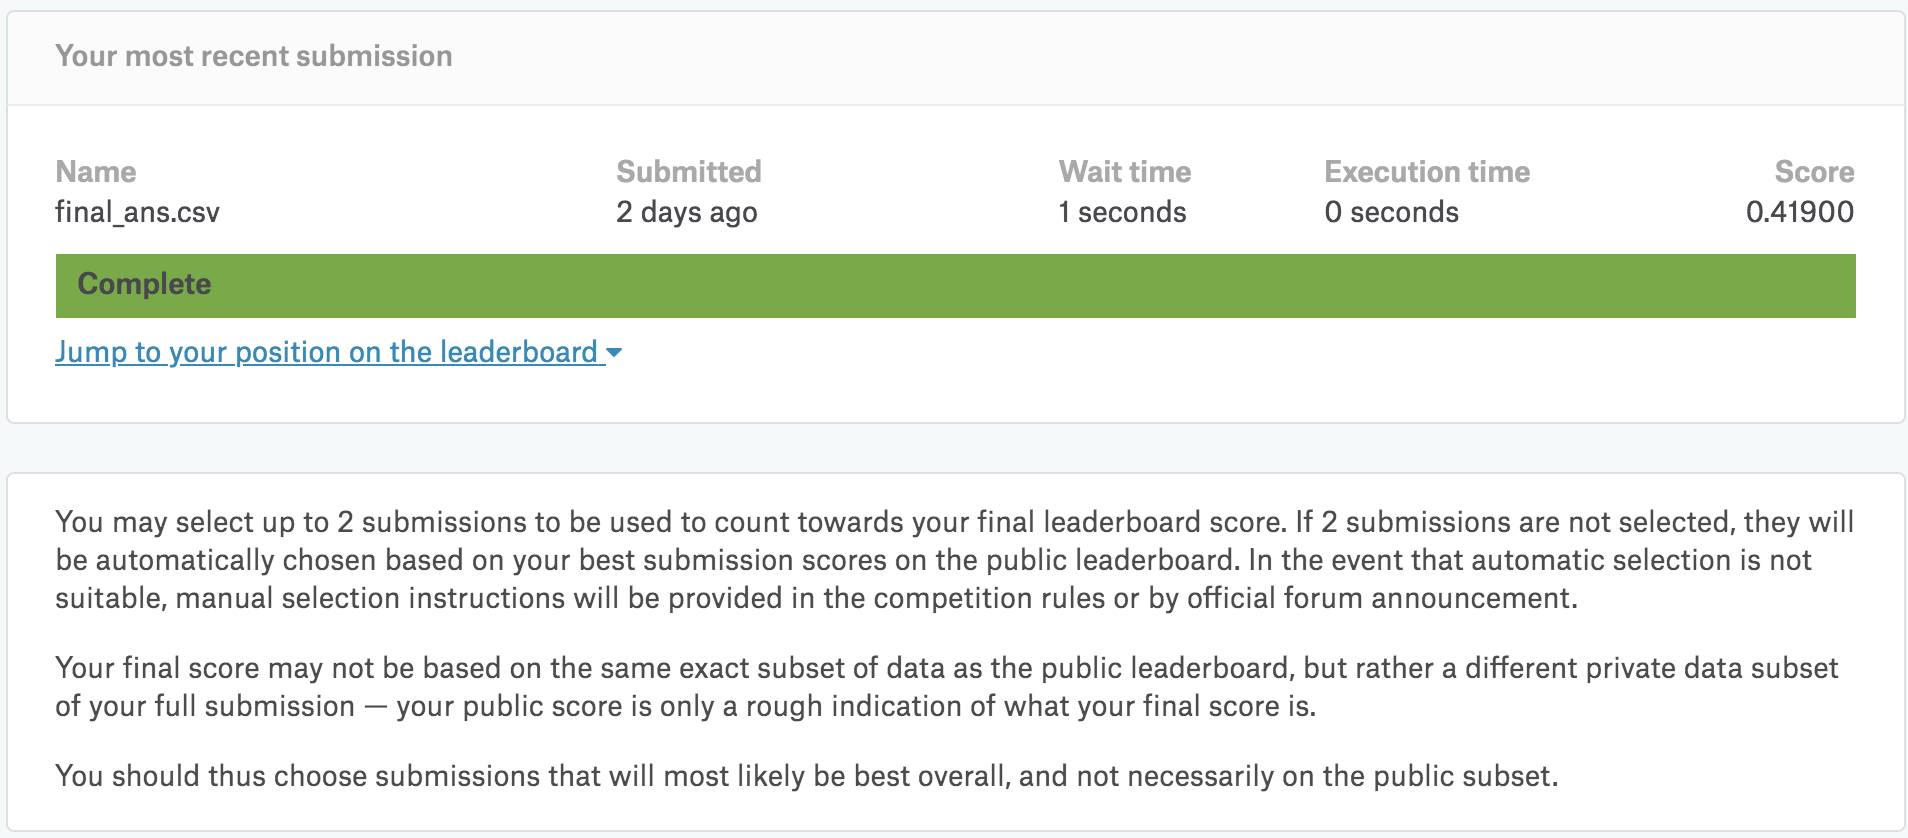 Your most recent submission
Name Submitted Wait time Execution time Score
final_ans.csv 2 days ago 1 seconds 0 seconds 0.41900
Complete
Jump to your position on the leaderboard
You may select up to 2 submissions to be used to count towards your final leaderboard score. If 2 submissions are not selected, they will
be automatically chosen based on your best submission scores on the public leaderboard. In the event that automatic selection is not
suitable, manual selection instructions will be provided in the competition rules or by official forum announcement.
Your final score may not be based on the same exact subset of data as the public leaderboard, but rather a different private data subset
of your full submission — your public score is only a rough indication of what your final score is.
You should thus choose submissions that will most likely be best overall, and not necessarily on the public subset.